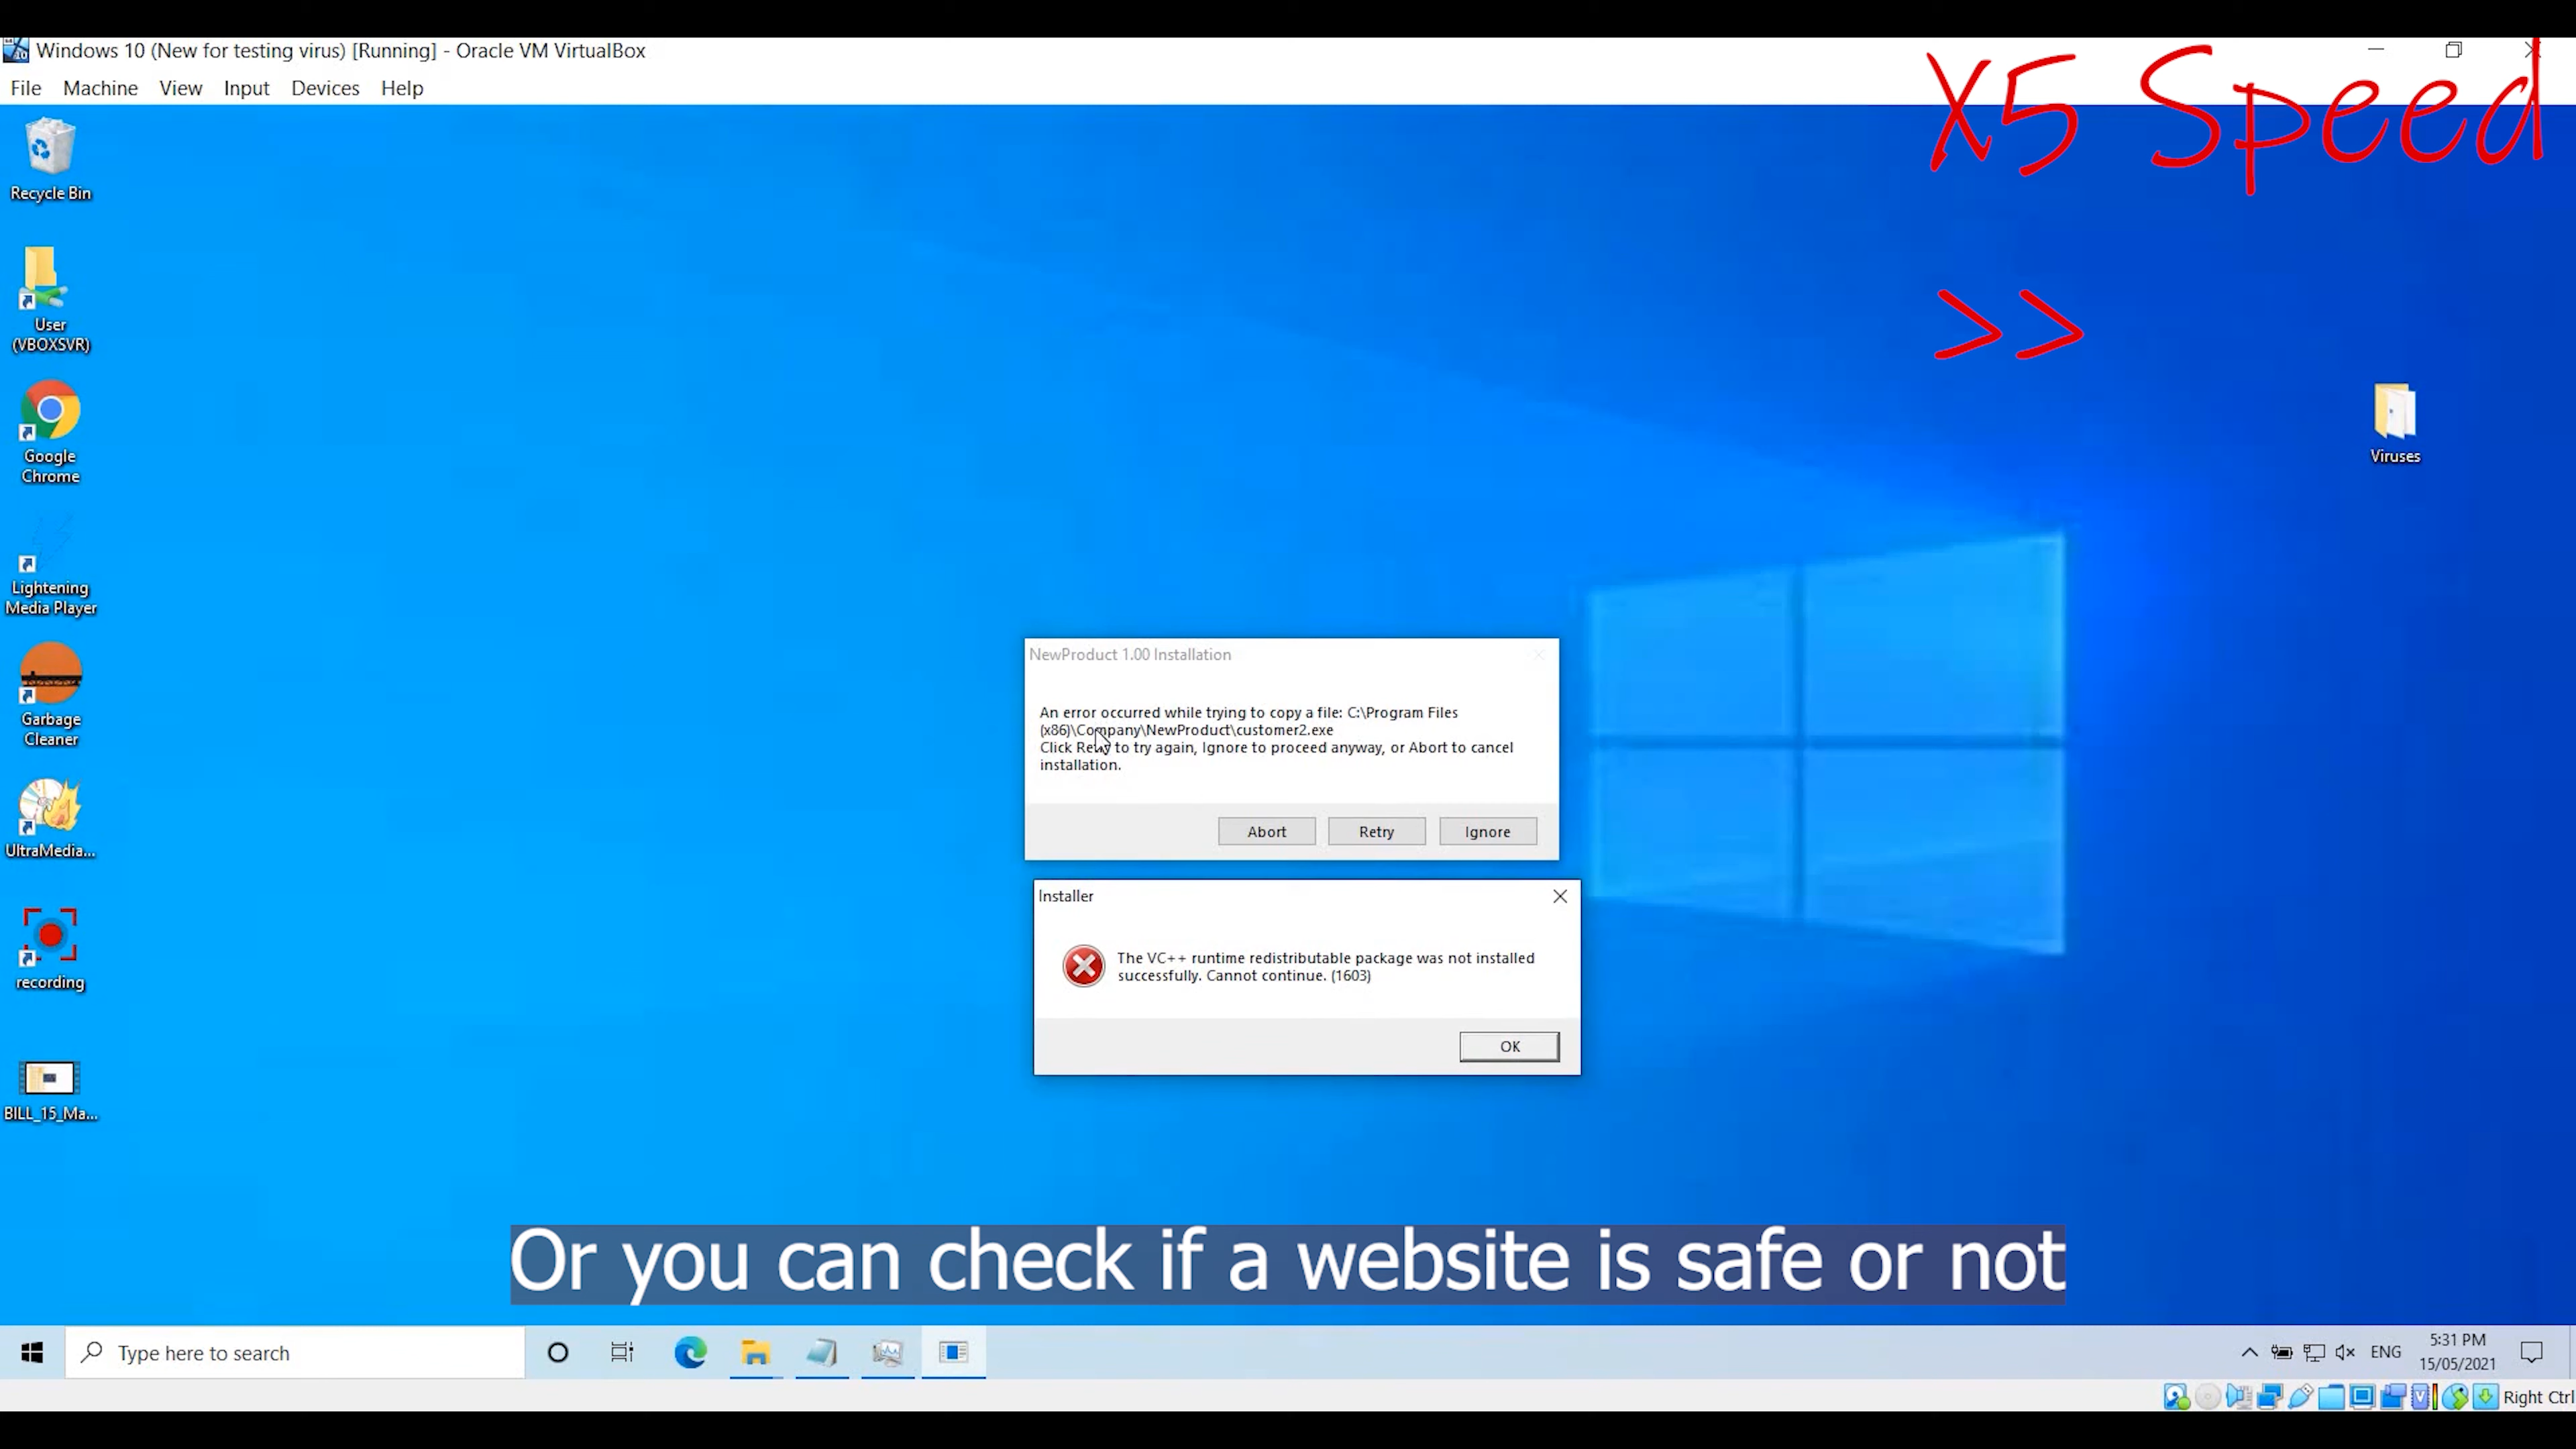 Windows 10 (New for testing virus) [Running] - Oracle VM VirtualBox
File Machine View Input Devices Help
X5 Speed
>>
Recycle Bin
User
(VBOXSVR)
Google
Chrome
Lightening
Media Player
Garbage
Cleaner
UltraMedia...
recording
BILL_15_Ma...
Viruses
NewProduct 1.00 Installation
An error occurred while trying to copy a file: C:\Program Files
(x86)\Company\NewProduct\customer2.exe
Click Retry to try again, Ignore to proceed anyway, or Abort to cancel
installation.
Abort Retry Ignore
Installer
The VC++ runtime redistributable package was not installed
successfully. Cannot continue. (1603)
OK
Or you can check if a website is safe or not
Type here to search
ENG
5:31 PM
15/05/2021
Right Ctrl